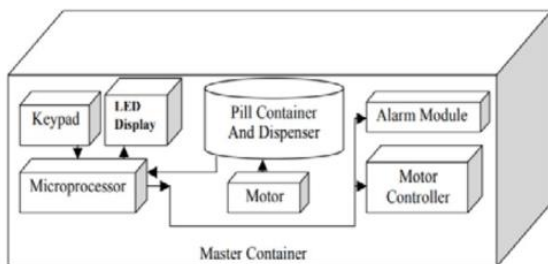 Keypad
LED
Display
Pill Container
And Dispenser
Alarm Module
Microprocessor
Motor
Motor
Controller
Master Container